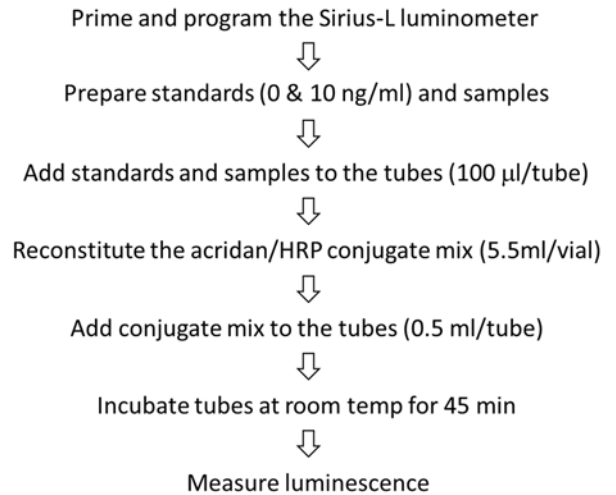 Prime and program the Sirius-L luminometer
Prepare standards (0 & 10 ng/ml) and samples
Add standards and samples to the tubes (100 μl/tube)
Reconstitute the acridan/HRP conjugate mix (5.5ml/vial)
Add conjugate mix to the tubes (0.5 ml/tube)
Incubate tubes at room temp for 45 min
Measure luminescence